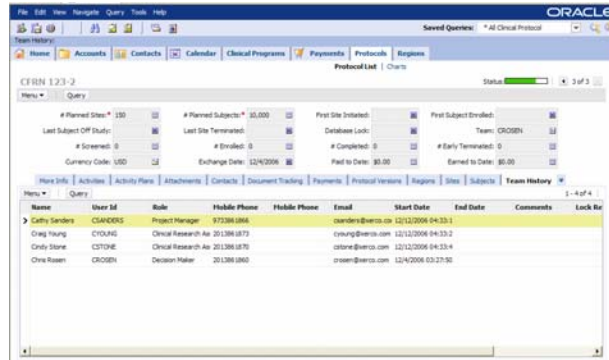 File Edit View Navigate Query Tools Help
ORACLE
Saved Queries: * All Clinical Protocol
Team History:
Home Accounts Contacts Calendar Clinical Programs Payments Protocols Regions
Protocol List | Charts
CFRN 123-2
Status: 3 of 3
Menu Query
# Planned Sites:* 150 # Planned Subjects:* 10,000 First Site Initiated: First Subject Enrolled:
Last Subject Off Study: Last Site Terminated: Database Lock: Team: CROSEN
# Screened: 0 # Enrolled: 0 # Completed: 0 # Early Terminated: 0
Currency Code: USD Exchange Date: 12/4/2006 Paid to Date: $0.00 Earned to Date: $0.00
More Info Activities Activity Plans Attachments Contacts Document Tracking Payments Protocol Versions Regions Sites Subjects Team History
Menu Query 1 - 4 of 4
Name User Id Role Mobile Phone Mobile Phone Email Start Date End Date Comments Lock Re
Cathy Sanders CSANDERS Project Manager 9733861866 csanders@xerco.co 12/12/2006 04:33:1
Craig Young CYOUNG Clinical Research As 2013861873 cyoung@xerco.com 12/12/2006 04:33:2
Cindy Stone CSTONE Clinical Research As 2013861870 cstone@xerco.com 12/12/2006 04:33:4
Chris Rosen CROSEN Decision Maker 2013861860 crosen@xerco.com 12/4/2006 03:27:50